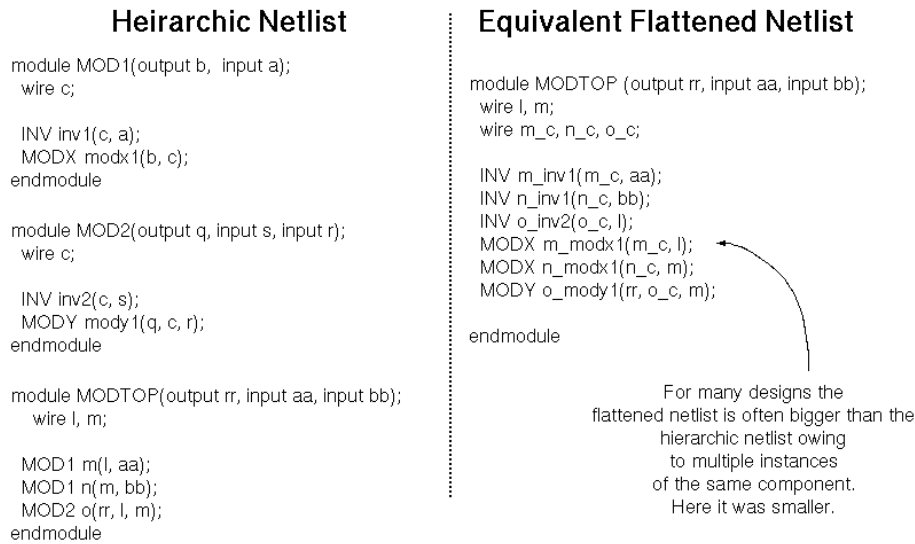 Heirarchic Netlist
module MOD1(output b, input a);
wire c;
INV inv1(c, a);
MODX modx1(b, c);
endmodule
module MOD2(output q, input s, input r);
wire c;
INV inv2(c, s);
MODY mody1(q, c, r);
endmodule
module MODTOP(output rr, input aa, input bb);
wire l, m;
MOD1 m(l, aa);
MOD1 n(m, bb);
MOD2 o(rr, l, m);
endmodule
Equivalent Flattened Netlist
module MODTOP (output rr, input aa, input bb);
wire l, m;
wire m_c, n_c, o_c;
INV m_inv1(m_c, aa);
INV n_inv1(n_c, bb);
INV o_inv2(o_c, l);
MODX m_modx1(m_c, l);
MODX n_modx1(n_c, m);
MODY o_mody1(rr, o_c, m);
endmodule
For many designs the
flattened netlist is often bigger than the
hierarchic netlist owing
to multiple instances
of the same component.
Here it was smaller.